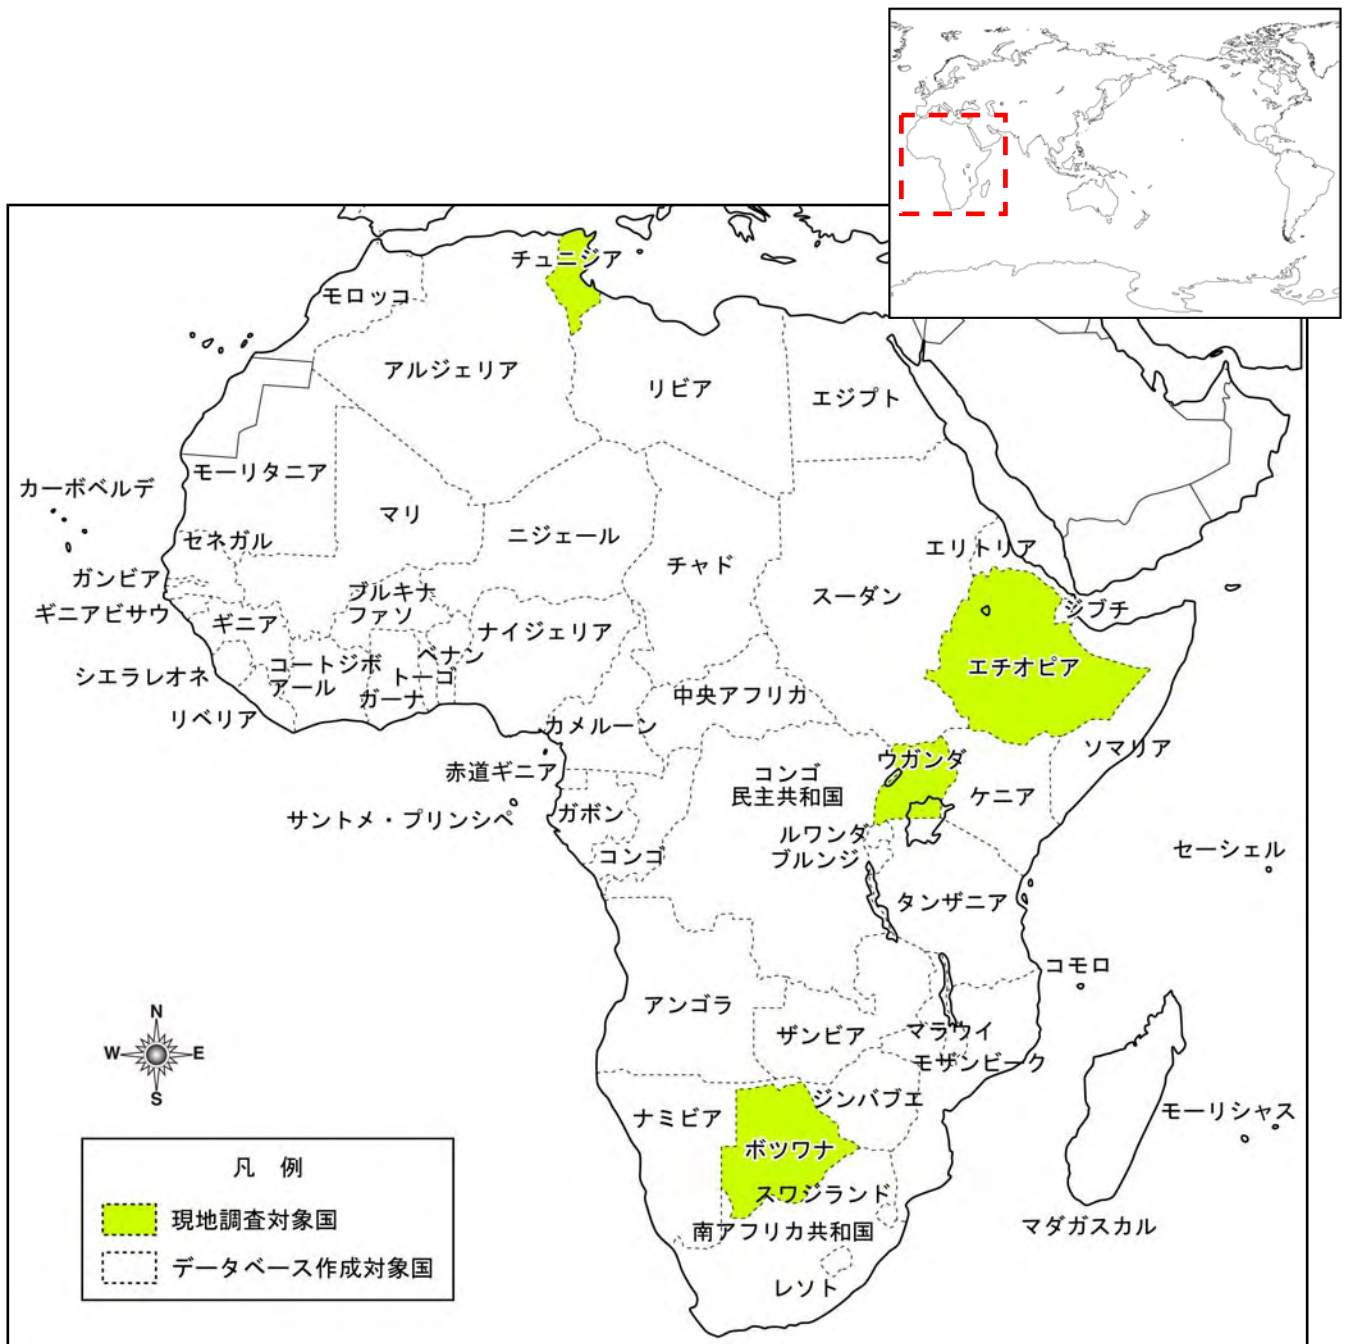 チュニジア
モロッコ
アルジェリア
リビア
エジプト
モーリタニア
カーボベルデ
マリ
ニジェール
セネガル
チャド
エリトリア
ガンビア
ブルキナ
ファソ
スーダン
ジブチ
ギニアビサウ
ギニア
ナイジェリア
ベナン
コートジボ
アール
トーゴ
エチオピア
シエラレオネ
ガーナ
中央アフリカ
リベリア
カメルーン
ソマリア
ウガンダ
赤道ギニア
コンゴ
民主共和国
ケニア
サントメ・プリンシペ
ガボン
ルワンダ
ブルンジ
コンゴ
セーシェル
タンザニア
コモロ
アンゴラ
ザンビア
マラウイ
モザンビーク
N
W
E
S
ナミビア
ジンバブエ
モーリシャス
ボツワナ
スワジランド
南アフリカ共和国
マダガスカル
レソト
凡 例
現地調査対象国
データベース作成対象国